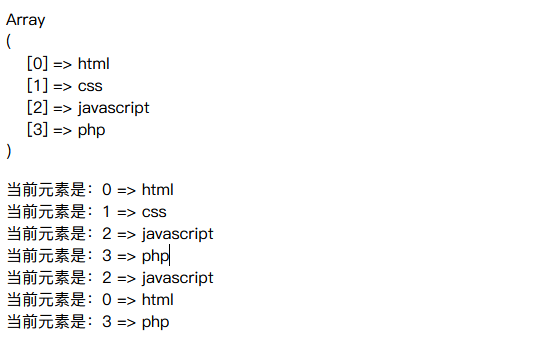 Array
(
[0] => html
[1] => css
[2] => javascript
[3] => php
)
当前元素是：0 => html
当前元素是：1 => css
当前元素是：2 => javascript
当前元素是：3 => php
当前元素是：2 => javascript
当前元素是：0 => html
当前元素是：3 => php